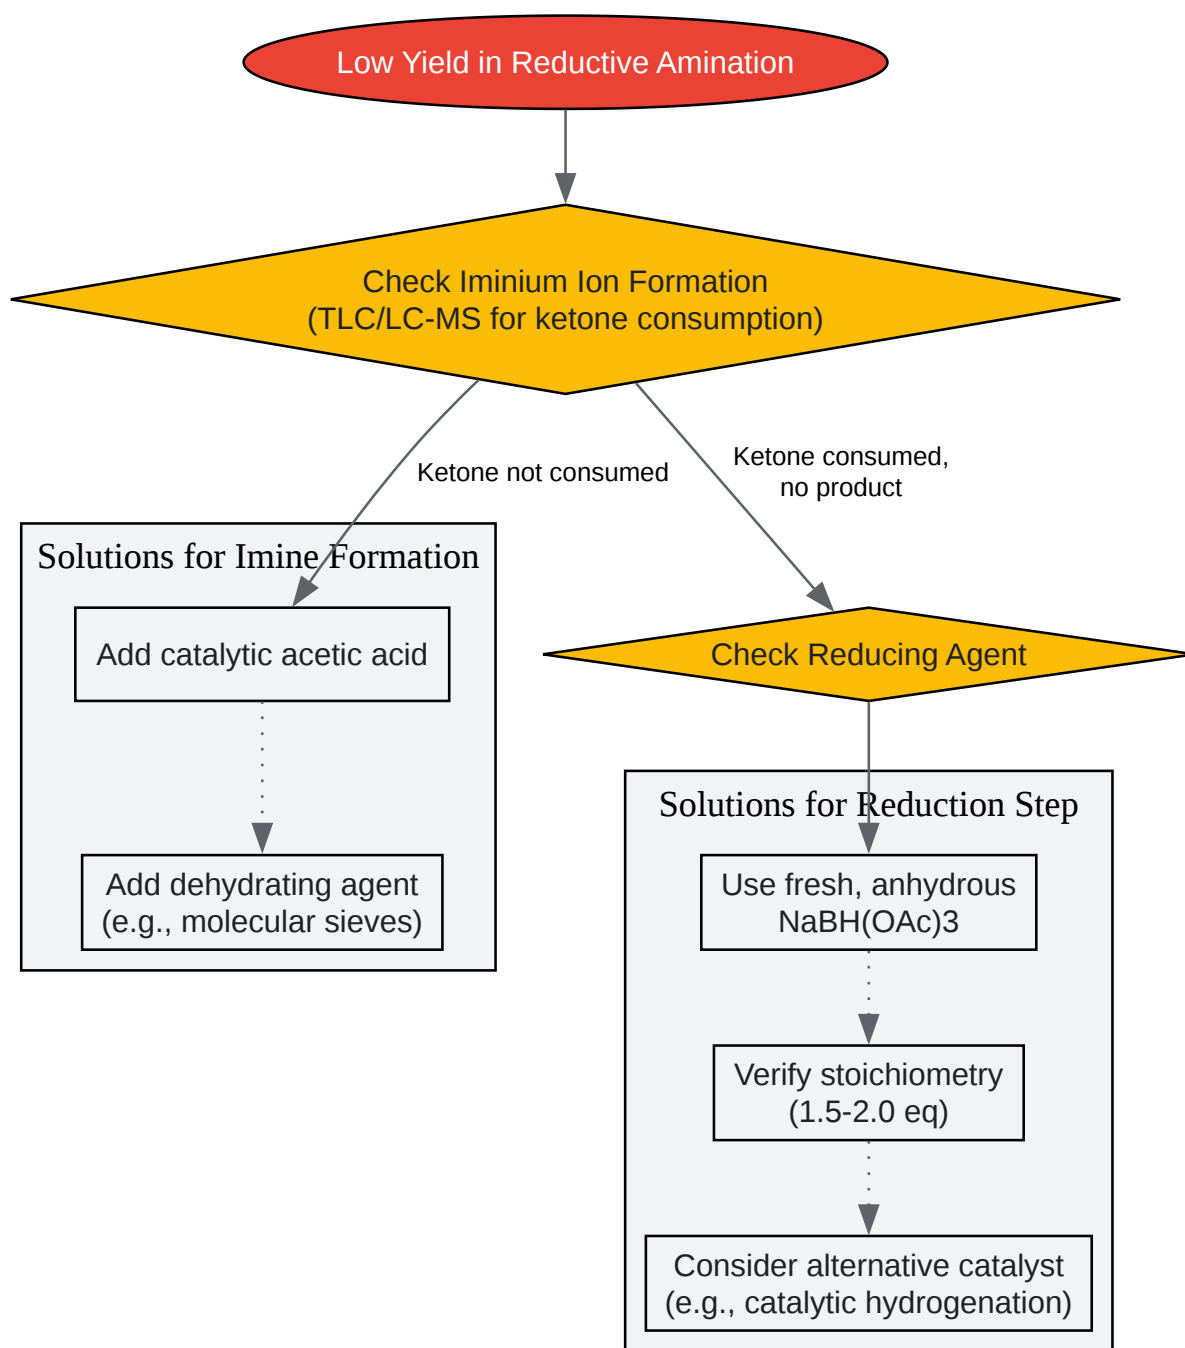 Low Yield in Reductive Amination
Check Iminium Ion Formation
(TLC/LC-MS for ketone consumption)
Ketone not consumed
Ketone consumed,
no product
Solutions for Imine Formation
Add catalytic acetic acid
Add dehydrating agent
(e.g., molecular sieves)
Check Reducing Agent
Solutions for Reduction Step
Use fresh, anhydrous
NaBH(OAc)3
Verify stoichiometry
(1.5-2.0 eq)
Consider alternative catalyst
(e.g., catalytic hydrogenation)